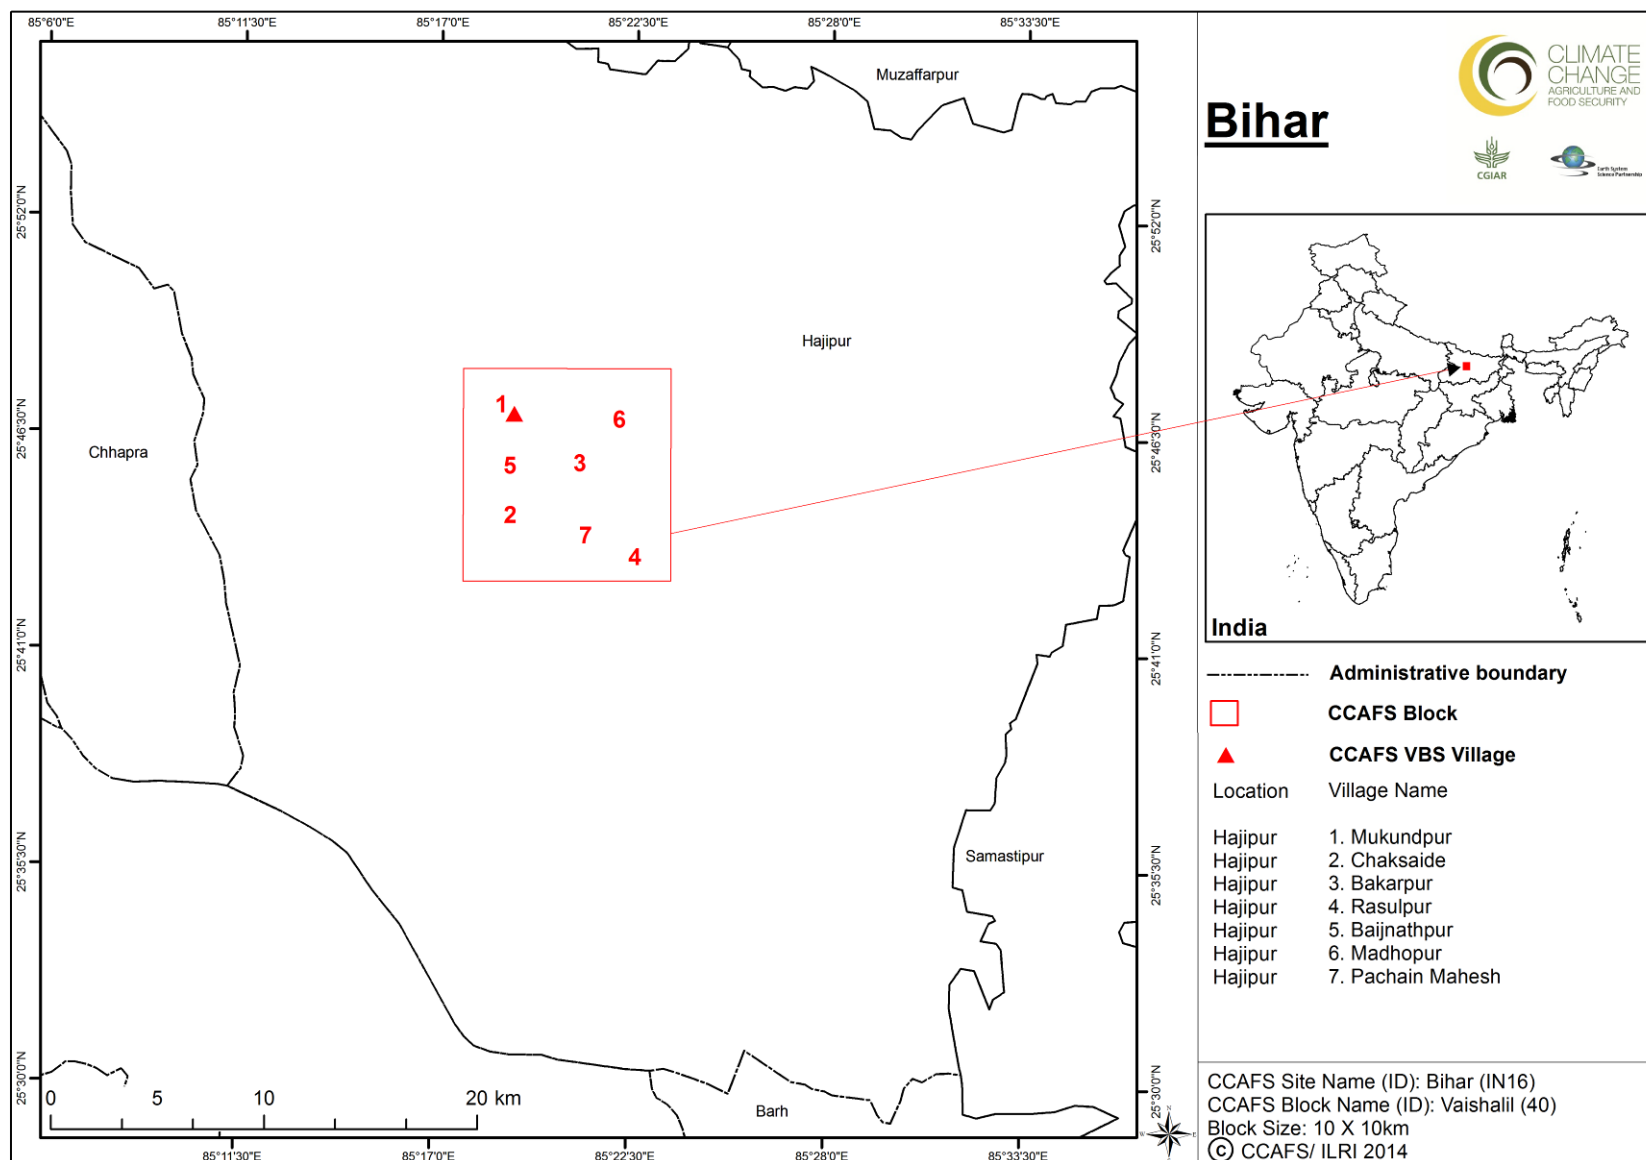 85°6'0"E
85°11'30"E
85°17'0"E
85°22'30"E
85°28'0"E
85°33'30"E
Muzaffarpur
25°52'0"N
25°52'0"N
Hajipur
1
6
25°46'30"N
25°46'30"N
Chhapra
5
3
2
7
4
25°41'0"N
25°41'0"N
25°35'30"N
Samastipur
25°35'30"N
25°30'0"N
25°30'0"N
0 5 10 20 km
Barh
N
W
E
S
85°11'30"E
85°17'0"E
85°22'30"E
85°28'0"E
85°33'30"E
Bihar
CLIMATE
CHANGE
AGRICULTURE AND
FOOD SECURITY
CGIAR
Earth System
Science Partnership
India
Administrative boundary
CCAFS Block
CCAFS VBS Village
Location Village Name
Hajipur 1. Mukundpur
Hajipur 2. Chaksaide
Hajipur 3. Bakarpur
Hajipur 4. Rasulpur
Hajipur 5. Baijnathpur
Hajipur 6. Madhopur
Hajipur 7. Pachain Mahesh
CCAFS Site Name (ID): Bihar (IN16)
CCAFS Block Name (ID): Vaishalil (40)
Block Size: 10 X 10km
© CCAFS/ ILRI 2014